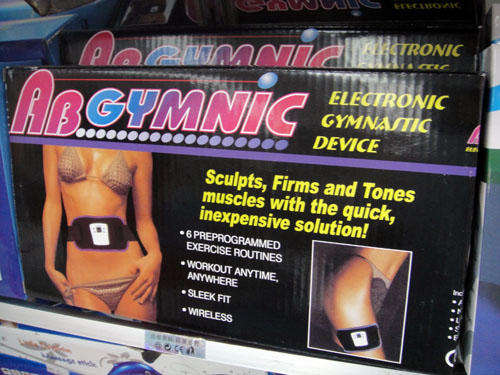 ABGYMNIC
ELECTRONIC
ABGYMNIC
ELECTRONIC
GYMNASTIC
DEVICE
Sculpts, Firms and Tones
muscles with the quick,
inexpensive solution!
• 6 PREPROGRAMMED
EXERCISE ROUTINES
• WORKOUT ANYTIME,
ANYWHERE
• SLEEK FIT
• WIRELESS